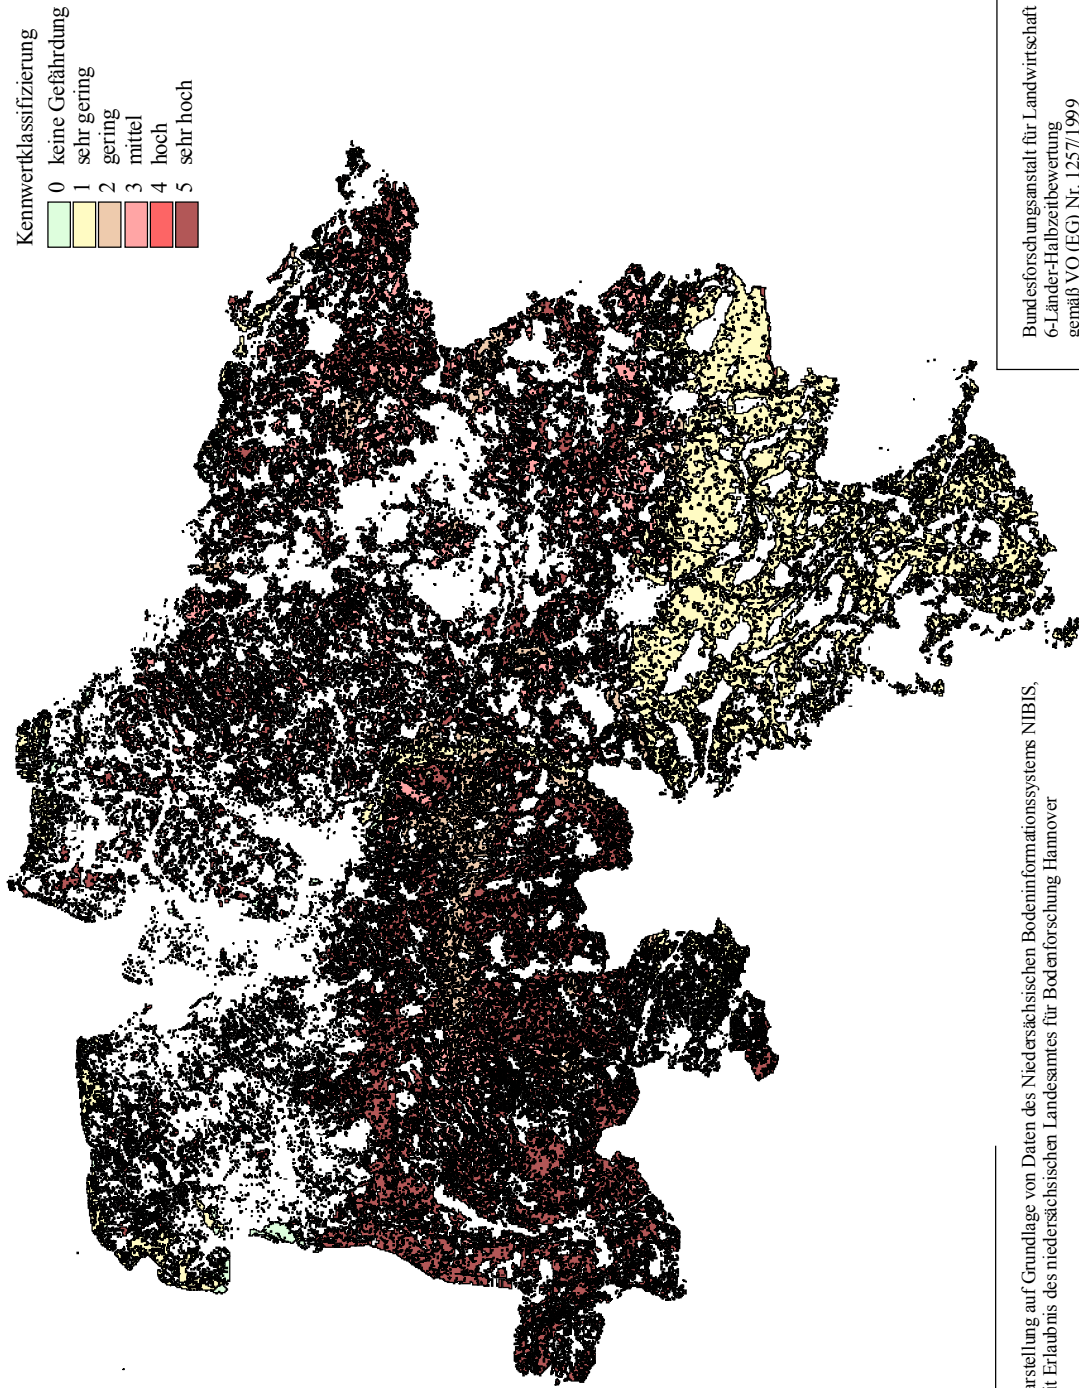 Kennwertklassifizierung
0 keine Gefährdung
1 sehr gering
2 gering
3 mittel
4 hoch
5 sehr hoch
Bundesforschungsanstalt für Landwirtschaft
6-Länder-Halbzeitbewertung
gemäß VO (EG) Nr. 1257/1999
arstellung auf Grundlage von Daten des Niedersächsischen Bodeninformationssystems NIBIS,
it Erlaubnis des niedersächsischen Landesamtes für Bodenforschung Hannover